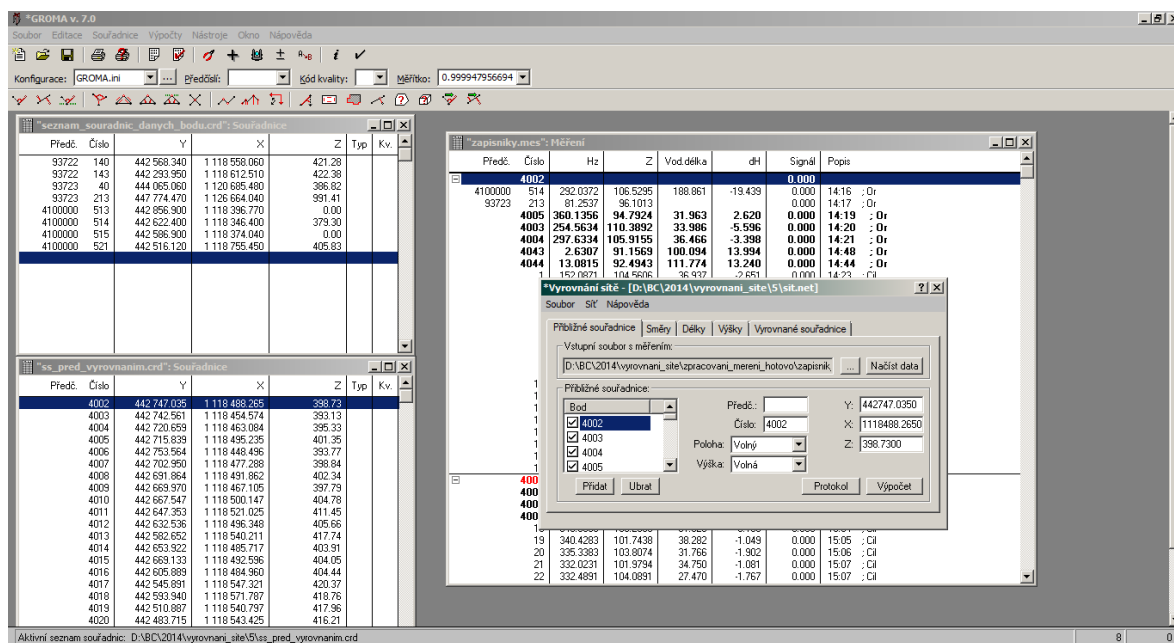 *GROMA v. 7.0
Soubor Editace Souřadnice Výpočty Nástroje Okno Nápověda
Konfigurace: GROMA.ini ... Předčíslí: Kód kvality: Měřítko: 0.999947956694
"seznam_souradnic_danych_bodu.crd": Souřadnice
Předč. Číslo Y X Z Typ Kv.
93722 140 442 568.340 1 118 558.060 421.28
93722 143 442 293.950 1 118 612.510 422.38
93723 40 444 065.060 1 120 685.480 386.82
93723 213 447 774.470 1 126 664.040 991.41
4100000 513 442 856.900 1 118 396.770 0.00
4100000 514 442 622.400 1 118 346.400 379.30
4100000 515 442 586.900 1 118 374.040 0.00
4100000 521 442 516.120 1 118 755.450 405.83
"ss_pred_vyrovnanim.crd": Souřadnice
Předč. Číslo Y X Z Typ Kv.
4002 442 747.035 1 118 488.265 398.73
4003 442 742.561 1 118 454.574 393.13
4004 442 720.659 1 118 463.084 395.33
4005 442 715.839 1 118 495.235 401.35
4006 442 753.564 1 118 448.496 393.77
4007 442 702.950 1 118 477.288 398.84
4008 442 691.864 1 118 491.862 402.34
4009 442 669.970 1 118 467.105 397.79
4010 442 667.547 1 118 500.147 404.78
4011 442 647.353 1 118 521.025 411.45
4012 442 632.536 1 118 496.348 405.66
4013 442 582.652 1 118 540.211 417.74
4014 442 653.922 1 118 485.717 403.91
4015 442 669.133 1 118 492.596 404.05
4016 442 605.889 1 118 484.960 404.44
4017 442 545.891 1 118 547.321 420.37
4018 442 593.940 1 118 571.787 418.76
4019 442 510.887 1 118 540.797 417.96
4020 442 483.715 1 118 543.425 416.21
"zapisniky.mes": Měření
Předč. Číslo Hz Z Vod.délka dH Signál Popis
4002 0.000
4100000 514 292.0372 106.5295 188.861 -19.439 0.000 14:16 ; Or
93723 213 81.2537 96.1013 0.000 14:17 ; Or
4005 360.1356 94.7924 31.963 2.620 0.000 14:19 ; Or
4003 254.5634 110.3892 33.986 -5.596 0.000 14:20 ; Or
4004 297.6334 105.9155 36.466 -3.398 0.000 14:21 ; Or
4043 2.6307 91.1569 100.094 13.994 0.000 14:48 ; Or
4044 13.0815 92.4943 111.774 13.240 0.000 14:44 ; Or
1 152.0871 104.5606 36.937 -2.651 0.000 14:23 ; Cíl
*Vyrovnání sítě - [D:\BC\2014\vyrovnani_site\5\sit.net]
Soubor Síť Nápověda
Přibližné souřadnice Směry Délky Výšky Vyrovnané souřadnice
Vstupní soubor s měřením:
D:\BC\2014\vyrovnani_site\zpracovani_mereni_hotovo\zapisnik ... Načíst data
Přibližné souřadnice:
Bod
4002
4003
4004
4005
Předč.:
Číslo: 4002
Poloha: Volný
Výška: Volná
Y: 442747.0350
X: 1118488.2650
Z: 398.7300
Přidat Ubrat Protokol Výpočet
19 340.4283 101.7438 38.282 -1.049 0.000 15:05 ; Cíl
20 335.3383 103.8074 31.766 -1.902 0.000 15:06 ; Cíl
21 332.0231 101.9794 34.750 -1.081 0.000 15:07 ; Cíl
22 332.4891 104.0891 27.470 -1.767 0.000 15:07 ; Cíl
Aktivní seznam souřadnic: D:\BC\2014\vyrovnani_site\5\ss_pred_vyrovnanim.crd 8 0